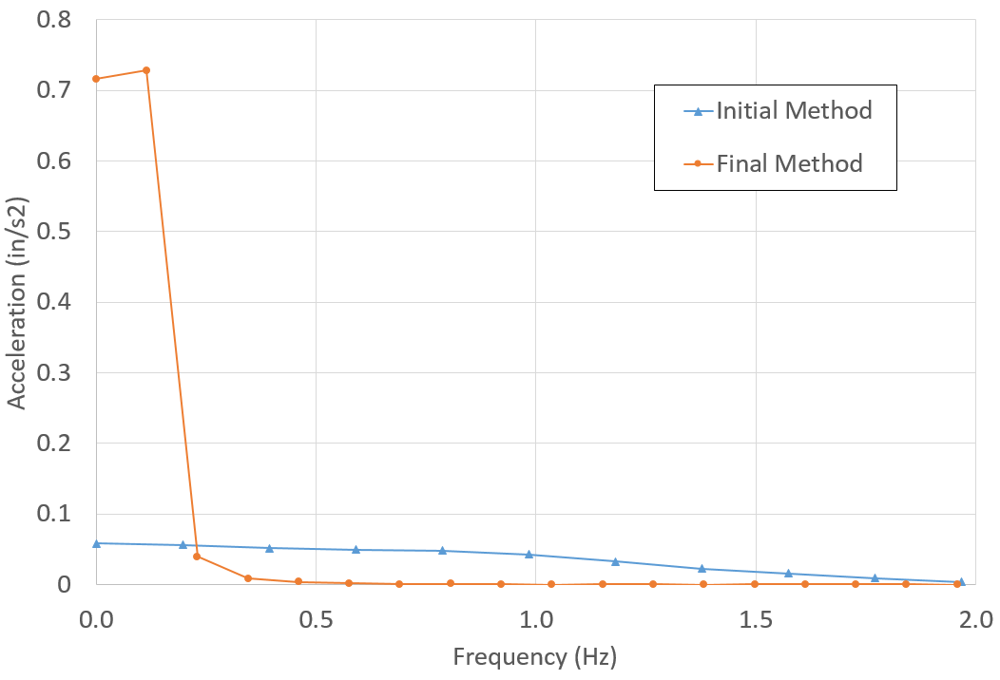 0.8
0.7
0.6
0.5
0.4
0.3
0.2
0.1
0
Acceleration (in/s2)
Initial Method
Final Method
0.0 0.5 1.0 1.5 2.0
Frequency (Hz)